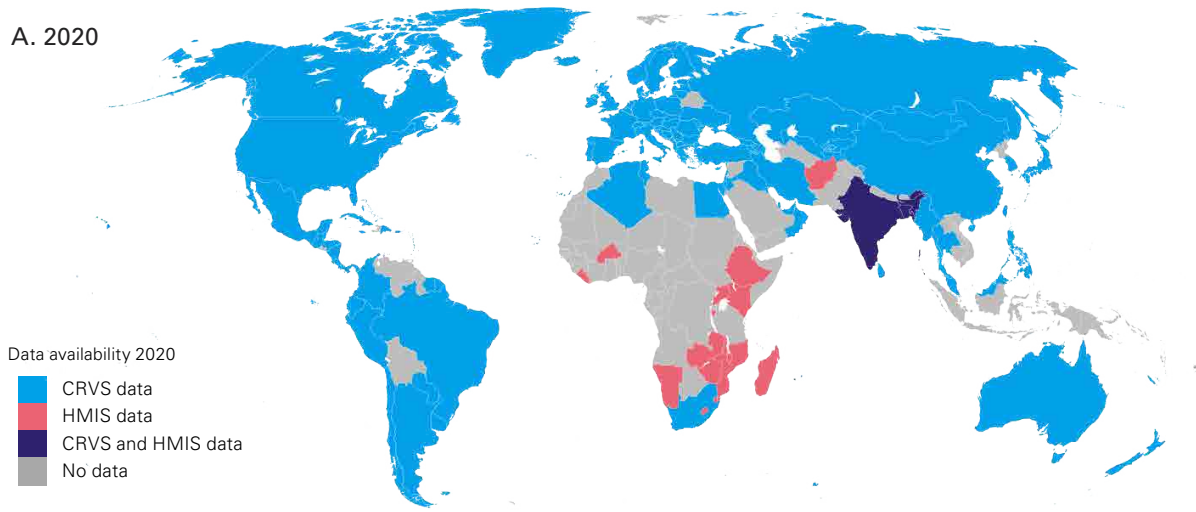 A. 2020
Data availability 2020
CRVS data
HMIS data
CRVS and HMIS data
No data